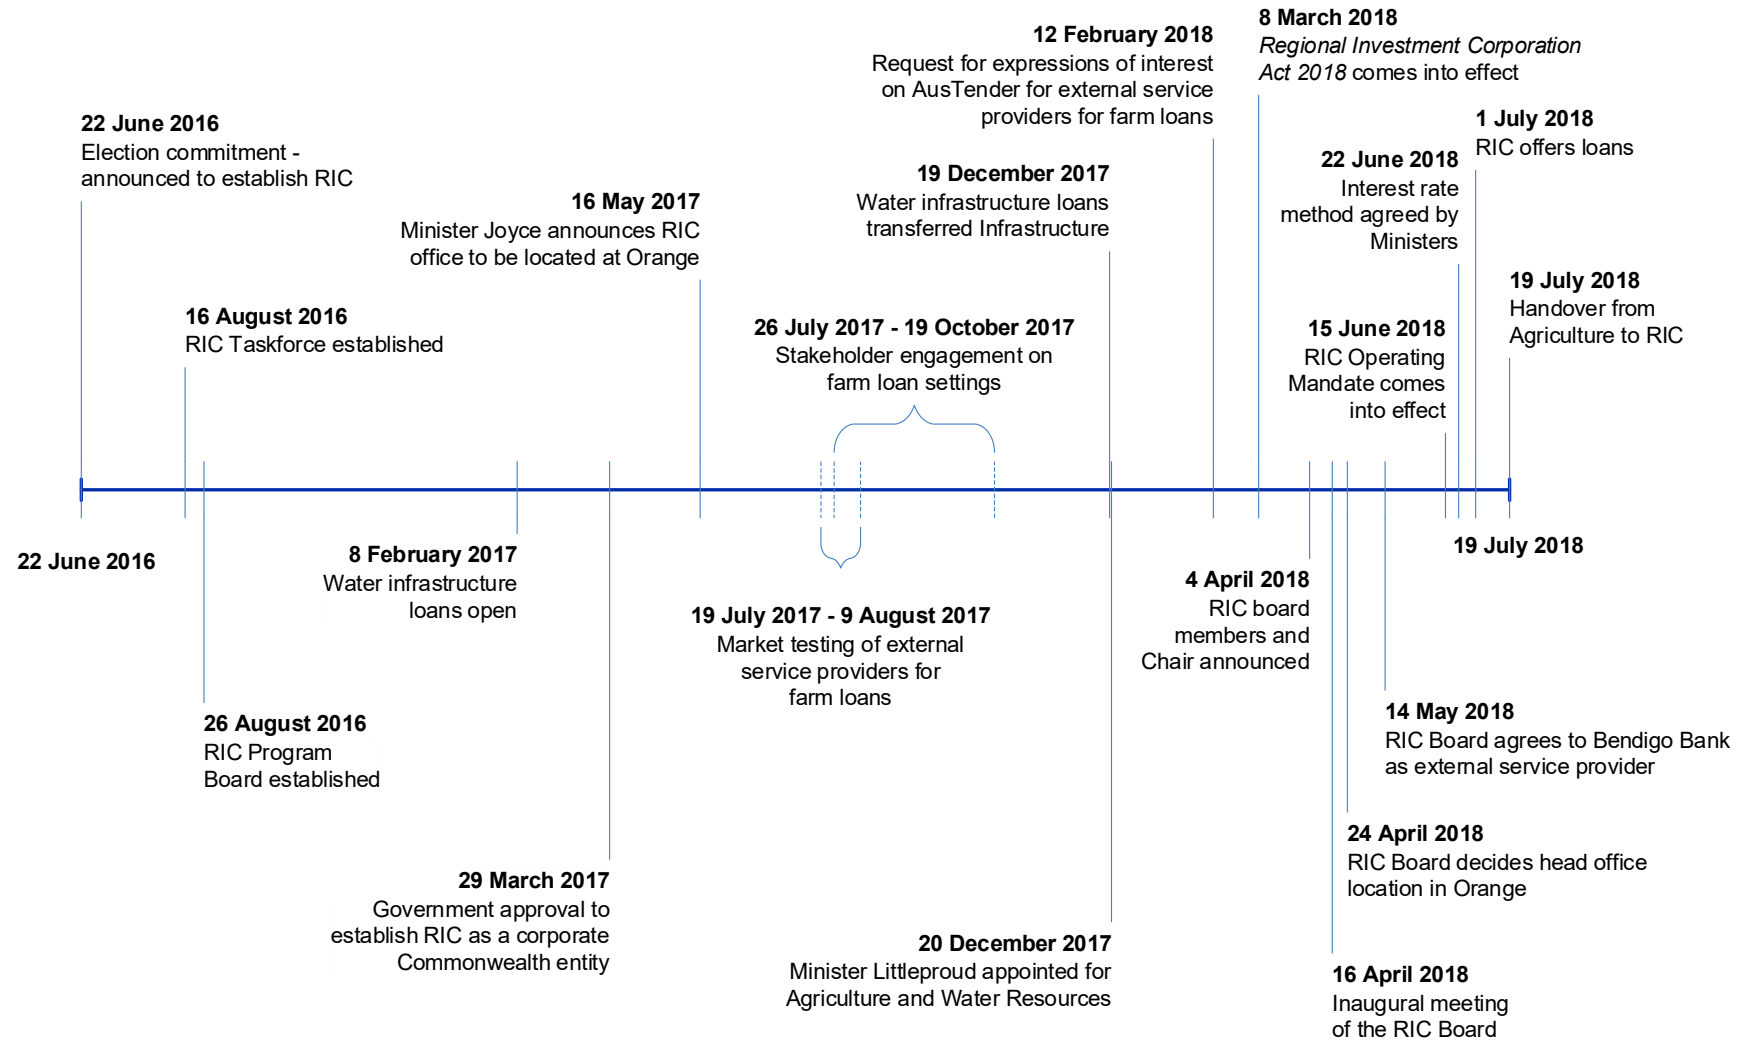 22 June 2016
Election commitment -
announced to establish RIC
16 August 2016
RIC Taskforce established
16 May 2017
Minister Joyce announces RIC
office to be located at Orange
26 July 2017 - 19 October 2017
Stakeholder engagement on
farm loan settings
19 December 2017
Water infrastructure loans
transferred Infrastructure
12 February 2018
Request for expressions of interest
on AusTender for external service
providers for farm loans
8 March 2018
Regional Investment Corporation
Act 2018 comes into effect
15 June 2018
RIC Operating
Mandate comes
into effect
22 June 2018
Interest rate
method agreed by
Ministers
1 July 2018
RIC offers loans
19 July 2018
Handover from
Agriculture to RIC
22 June 2016
19 July 2018
26 August 2016
RIC Program
Board established
8 February 2017
Water infrastructure
loans open
29 March 2017
Government approval to
establish RIC as a corporate
Commonwealth entity
19 July 2017 - 9 August 2017
Market testing of external
service providers for
farm loans
20 December 2017
Minister Littleproud appointed for
Agriculture and Water Resources
4 April 2018
RIC board
members and
Chair announced
16 April 2018
Inaugural meeting
of the RIC Board
24 April 2018
RIC Board decides head office
location in Orange
14 May 2018
RIC Board agrees to Bendigo Bank
as external service provider